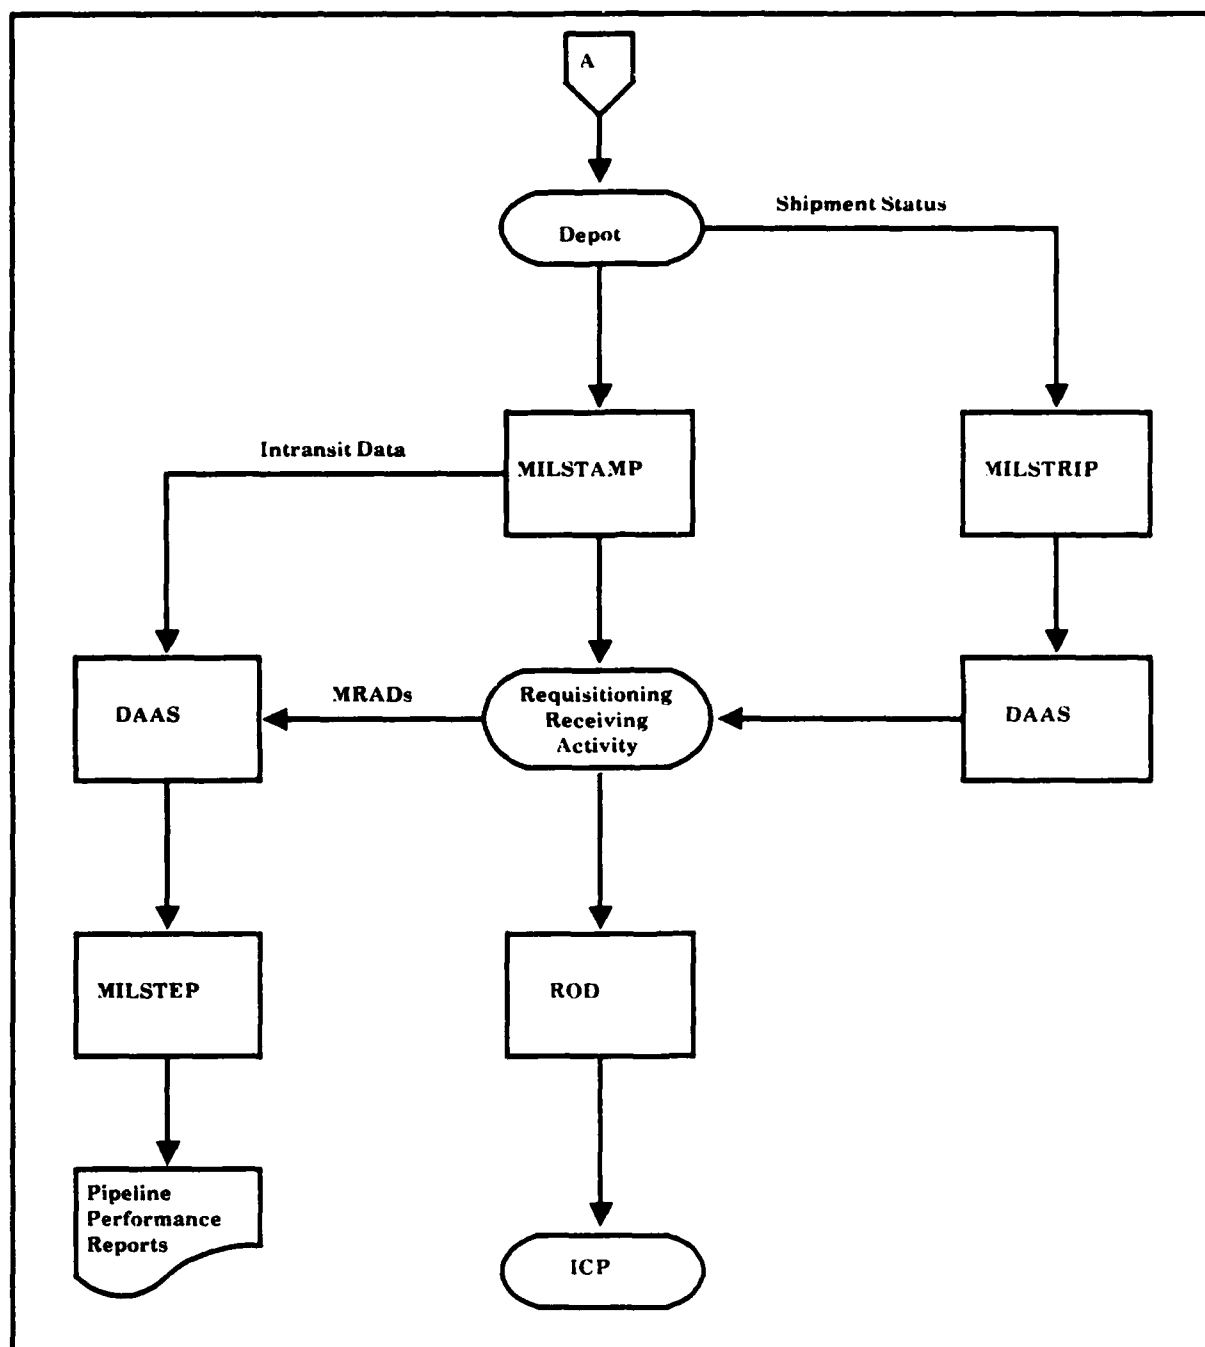 A
Shipment Status
Depot
Intransit Data
MILSTAMP
MILSTRIP
DAAS
MRADs
Requisitioning
Receiving
Activity
DAAS
MILSTEP
ROD
Pipeline
Performance
Reports
ICP